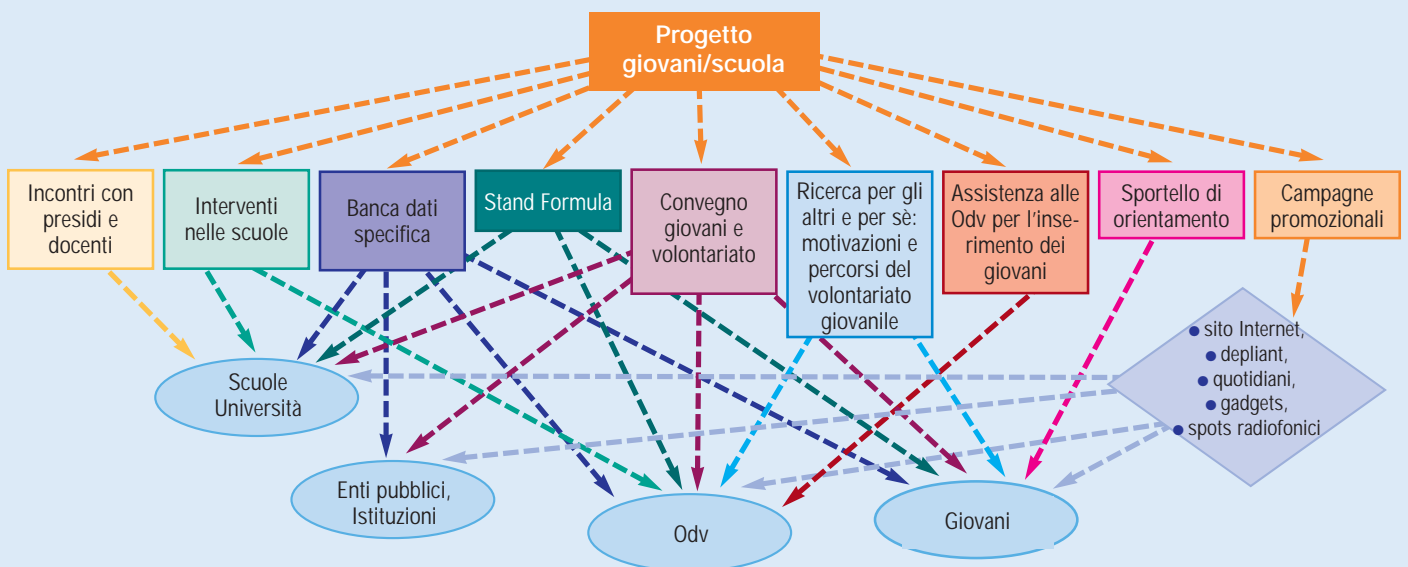 Progetto
giovani/scuola
Incontri con
presidi e
docenti
Interventi
nelle scuole
Banca dati
specifica
Stand Formula
Convegno
giovani e
volontariato
Ricerca per gli
altri e per sè:
motivazioni e
percorsi del
volontariato
giovanile
Assistenza alle
Odv per l'inse-
rimento dei
giovani
Sportello di
orientamento
Campagne
promozionali
• sito Internet,
• depliant,
• quotidiani,
• gadgets,
• spots radiofonici
Scuole
Università
Enti pubblici,
Istituzioni
Odv
Giovani